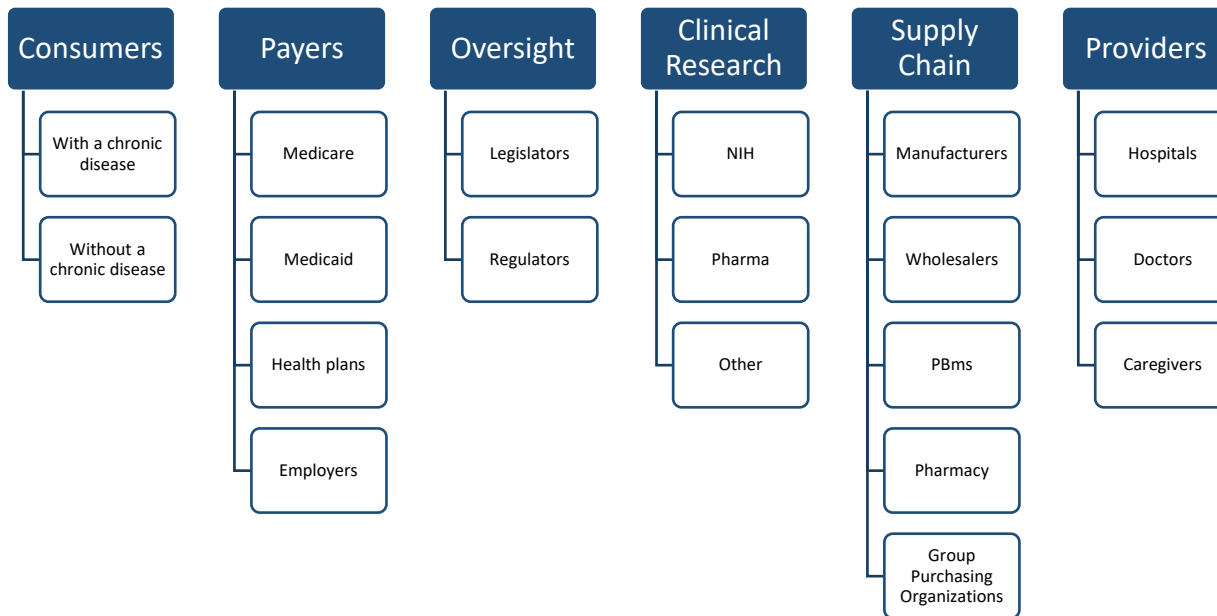 Consumers
With a chronic
disease
Without a
chronic disease
Payers
Medicare
Medicaid
Health plans
Employers
Oversight
Legislators
Regulators
Clinical
Research
NIH
Pharma
Other
Supply
Chain
Manufacturers
Wholesalers
PBms
Pharmacy
Group
Purchasing
Organizations
Providers
Hospitals
Doctors
Caregivers